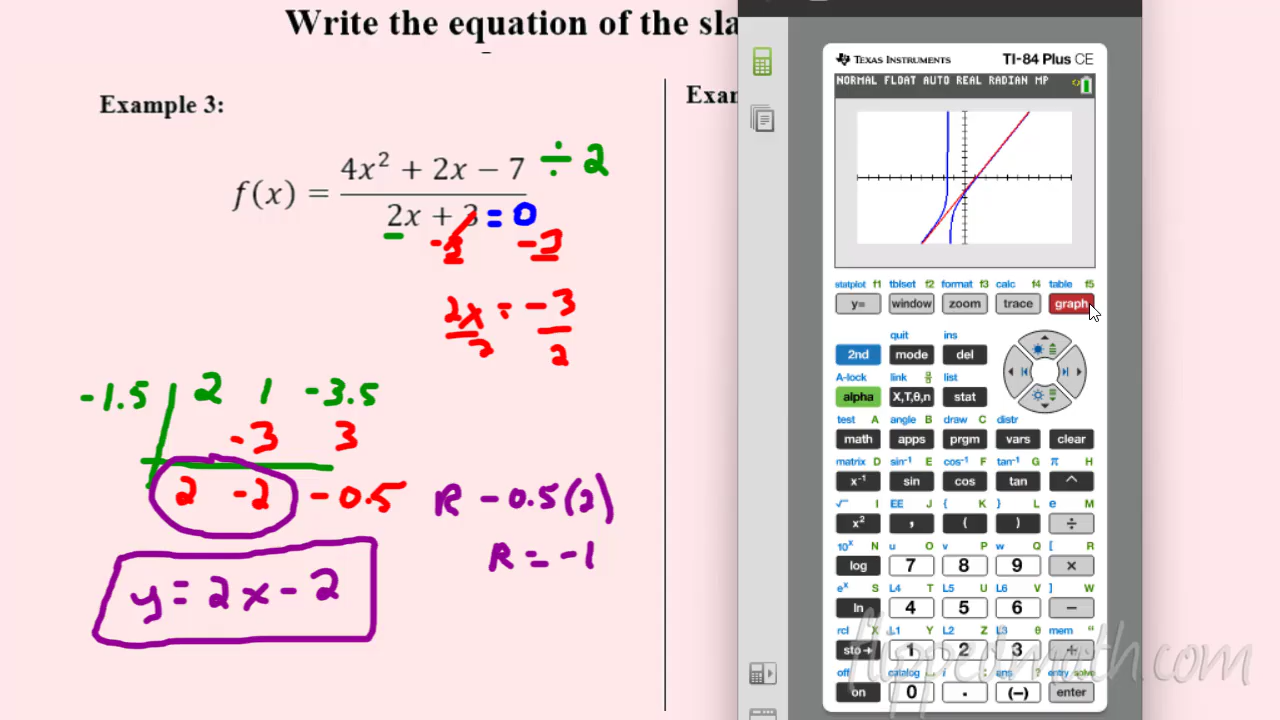 Write the equation of the sla
Example 3:
Exar
f(x) = (4x² + 2x − 7)/(2x + 3) = 0
÷ 2
-3 -3
2x = -3
2 2
-1.5 | 2 1 -3.5
-3 3
2 -2 -0.5
R -0.5(2)
R = -1
y = 2x - 2
TEXAS INSTRUMENTS TI-84 Plus CE
NORMAL FLOAT AUTO REAL RADIAN MP
statplot f1 tblset f2 format f3 calc f4 table f5
y= window zoom trace graph
quit ins
2nd mode del
A-lock link list
alpha X,T,θ,n stat
test A angle B draw C distr
math apps prgm vars clear
matrix D sin⁻¹ E cos⁻¹ F tan⁻¹ G π H
x⁻¹ sin cos tan ^
√ I EE J { K } L e M
x² , ( ) ÷
10ˣ N u O v P w Q [ R
log 7 8 9 ×
eˣ S L4 T L5 U L6 V ] W
ln 4 5 6 −
rcl X L1 Y L2 Z L3 θ mem “
sto→ 1 2 3 +
off catalog i : ans ? entry solve
on 0 . (−) enter
flippedmath.com